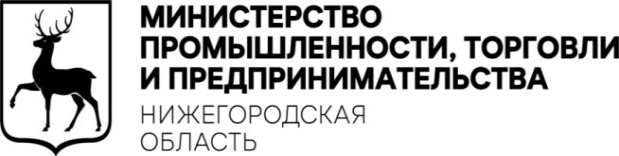 МИНИСТЕРСТВО
ПРОМЫШЛЕННОСТИ, ТОРГОВЛИ
И ПРЕДПРИНИМАТЕЛЬСТВА
НИЖЕГОРОДСКАЯ
ОБЛАСТЬ